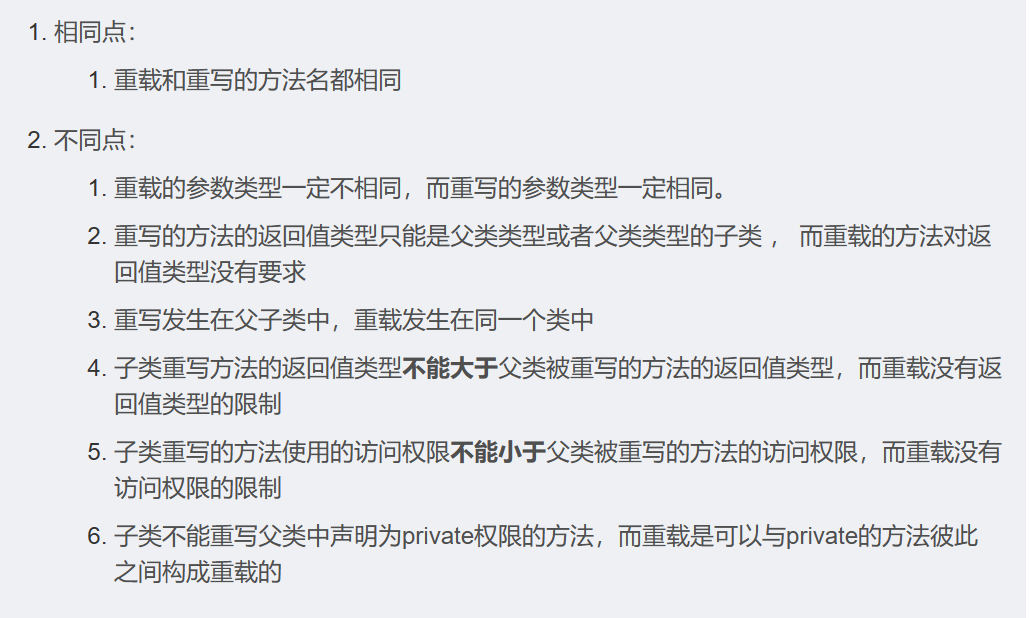 1. 相同点：
1. 重载和重写的方法名都相同
2. 不同点：
1. 重载的参数类型一定不相同，而重写的参数类型一定相同。
2. 重写的方法的返回值类型只能是父类类型或者父类类型的子类 ， 而重载的方法对返
回值类型没有要求
3. 重写发生在父子类中，重载发生在同一个类中
4. 子类重写方法的返回值类型不能大于父类被重写的方法的返回值类型，而重载没有返
回值类型的限制
5. 子类重写的方法使用的访问权限不能小于父类被重写的方法的访问权限，而重载没有
访问权限的限制
6. 子类不能重写父类中声明为private权限的方法，而重载是可以与private的方法彼此
之间构成重载的